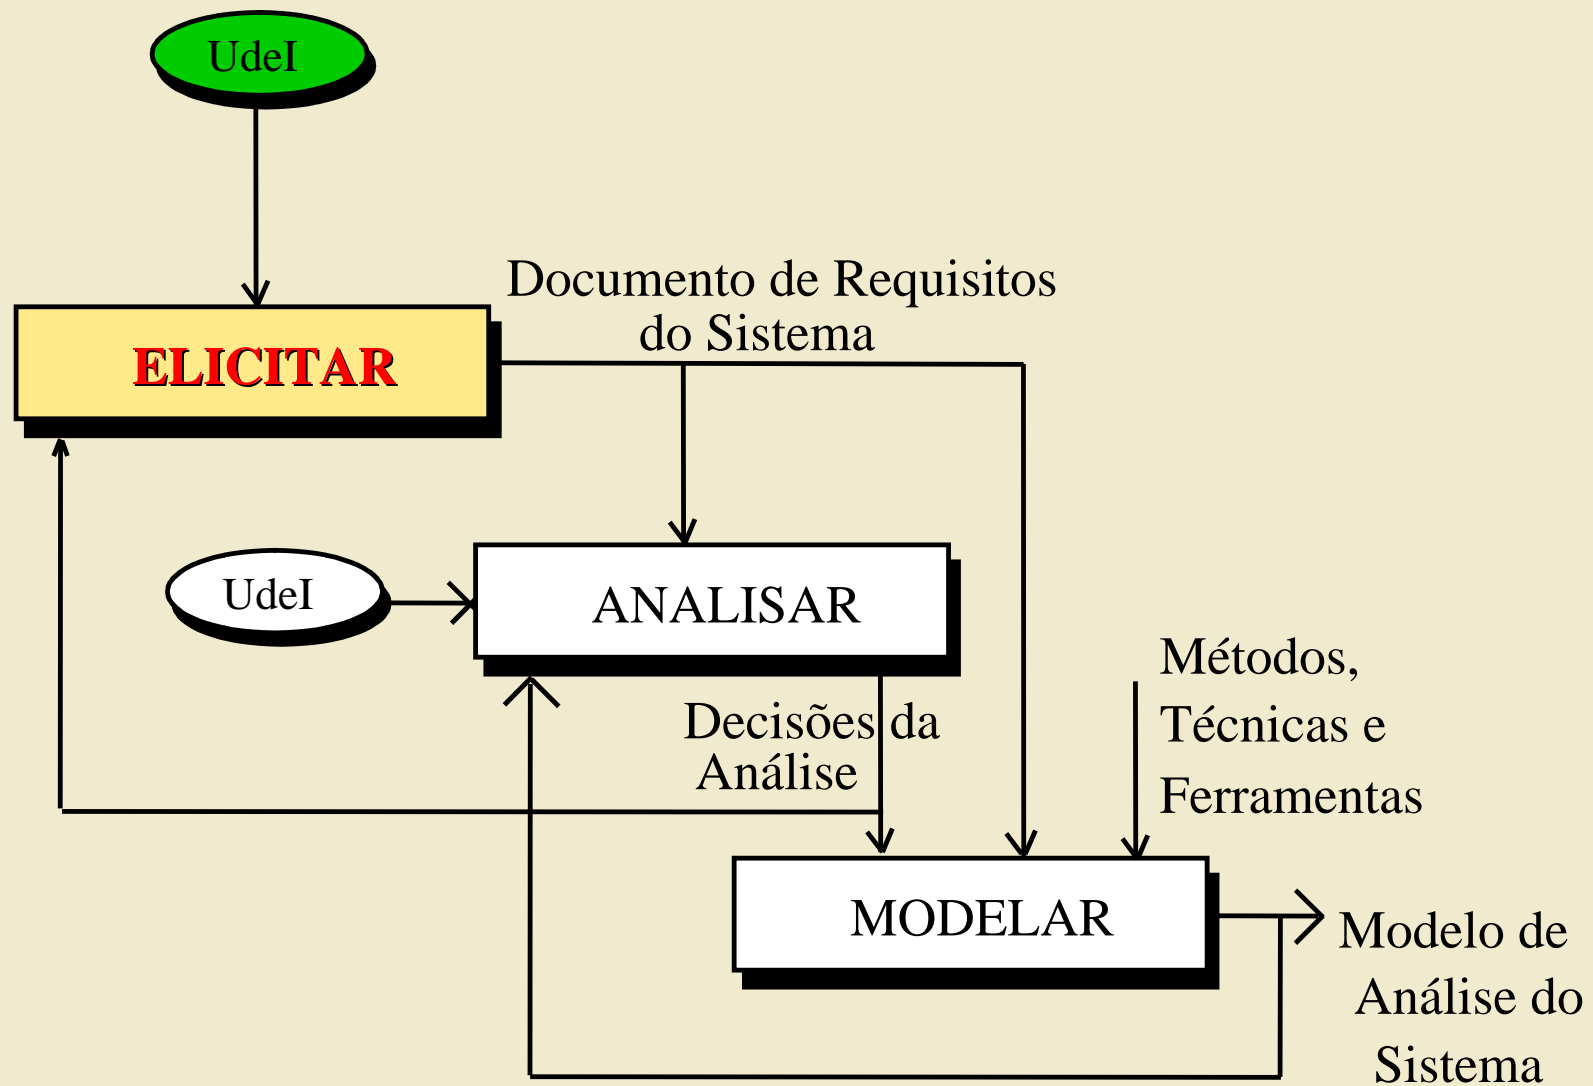 UdeI
Documento de Requisitos
do Sistema
ELICITAR
UdeI
ANALISAR
Métodos,
Técnicas e
Ferramentas
Decisões da
Análise
MODELAR
Modelo de
Análise do
Sistema